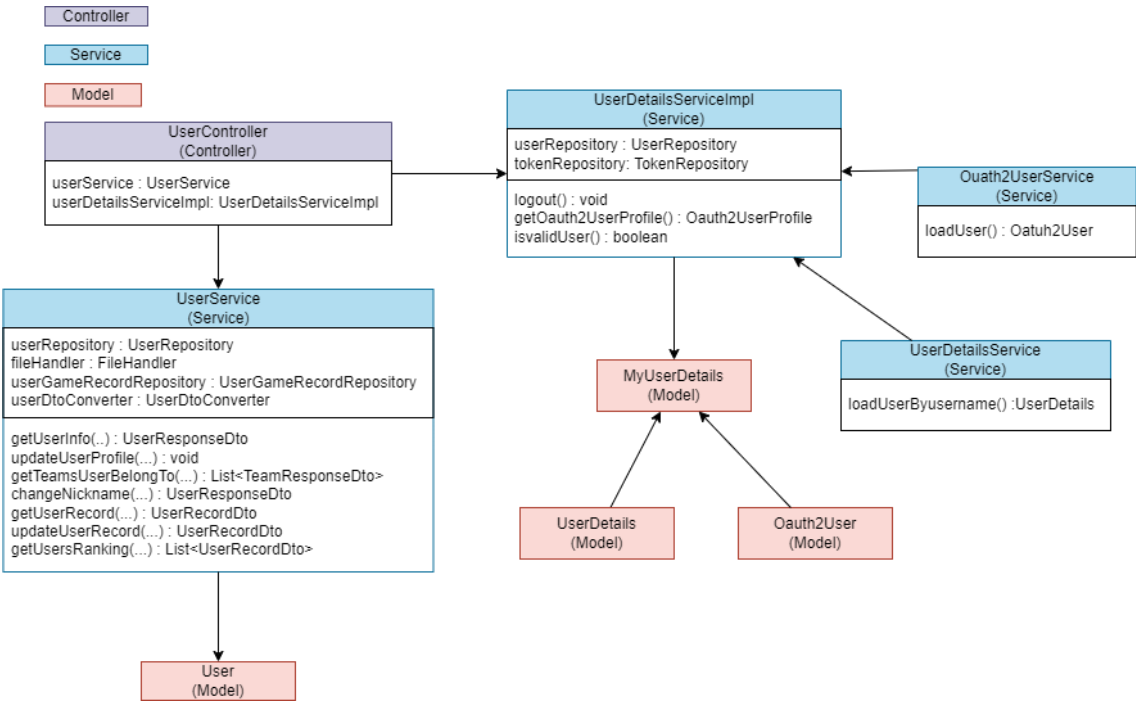 Controller
Service
Model
UserController
(Controller)
userService : UserService
userDetailsServiceImpl: UserDetailsServiceImpl
UserDetailsServiceImpl
(Service)
userRepository : UserRepository
tokenRepository: TokenRepository
logout() : void
getOauth2UserProfile() : Oauth2UserProfile
isvalidUser() : boolean
Ouath2UserService
(Service)
loadUser() : Oatuh2User
UserService
(Service)
userRepository : UserRepository
fileHandler : FileHandler
userGameRecordRepository : UserGameRecordRepository
userDtoConverter : UserDtoConverter
getUserInfo(..) : UserResponseDto
updateUserProfile(...) : void
getTeamsUserBelongTo(...) : List<TeamResponseDto>
changeNickname(...) : UserResponseDto
getUserRecord(...) : UserRecordDto
updateUserRecord(...) : UserRecordDto
getUsersRanking(...) : List<UserRecordDto>
UserDetailsService
(Service)
loadUserByusername() :UserDetails
MyUserDetails
(Model)
UserDetails
(Model)
Oauth2User
(Model)
User
(Model)